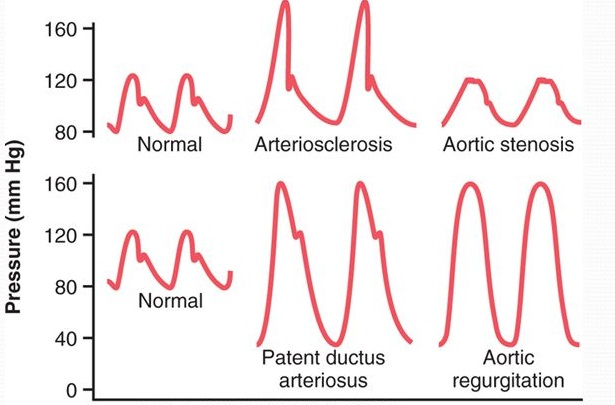 Pressure (mm Hg)
160
120
80
Normal
Arteriosclerosis
Aortic stenosis
160
120
80
40
0
Normal
Patent ductus
arteriosus
Aortic
regurgitation